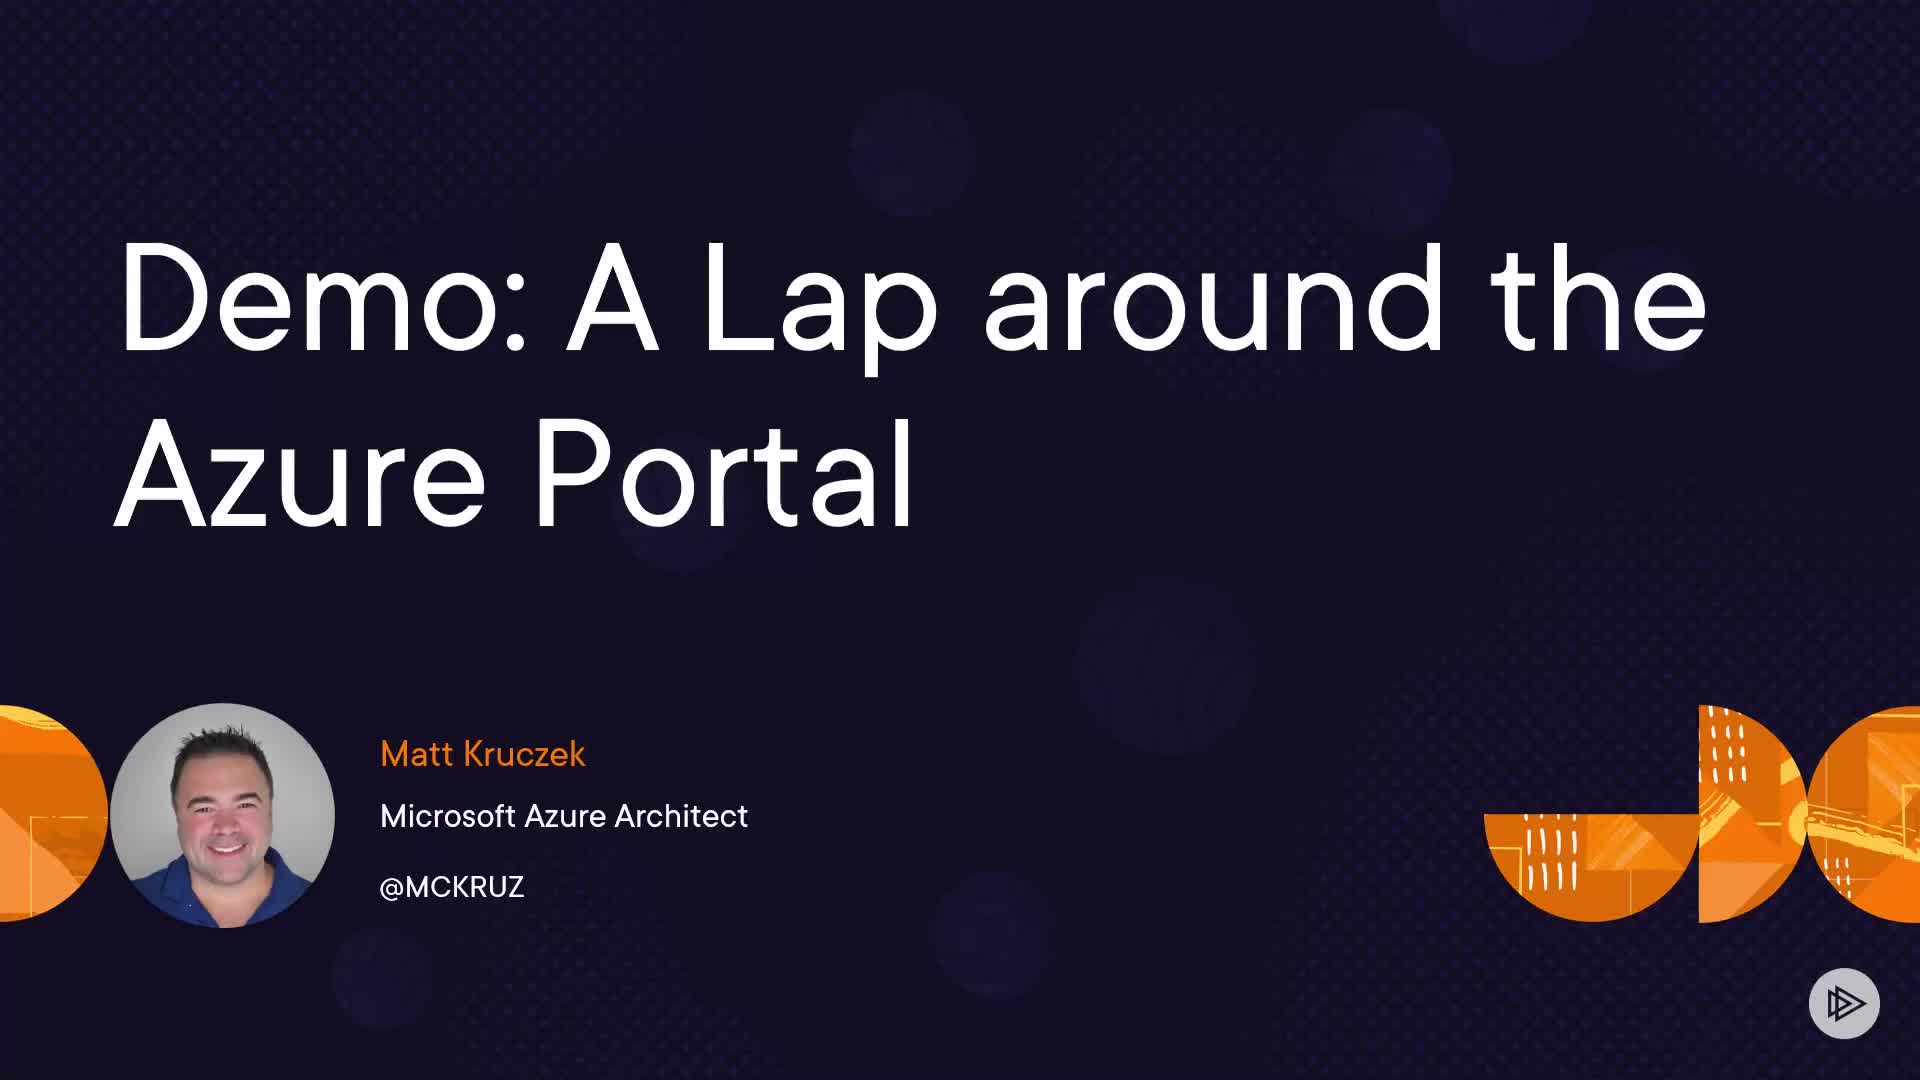 Demo: A Lap around the
Azure Portal
Matt Kruczek
Microsoft Azure Architect
@MCKRUZ